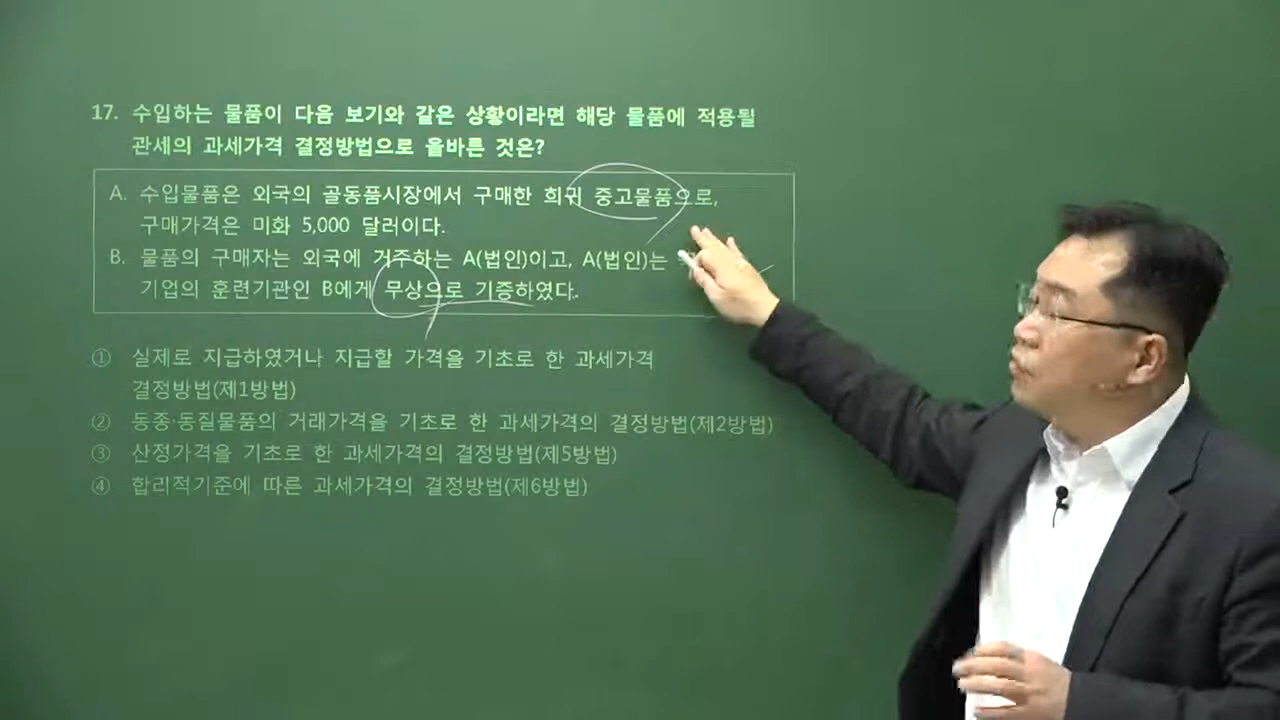 17. 수입하는 물품이 다음 보기와 같은 상황이라면 해당 물품에 적용될
관세의 과세가격 결정방법으로 올바른 것은?
A. 수입물품은 외국의 골동품시장에서 구매한 희귀 중고물품으로,
구매가격은 미화 5,000 달러이다.
B. 물품의 구매자는 외국에 거주하는 A(법인)이고, A(법인)는
기업의 훈련기관인 B에게 무상으로 기증하였다.
① 실제로 지급하였거나 지급할 가격을 기초로 한 과세가격
결정방법(제1방법)
② 동종·동질물품의 거래가격을 기초로 한 과세가격의 결정방법(제2방법)
③ 산정가격을 기초로 한 과세가격의 결정방법(제5방법)
④ 합리적기준에 따른 과세가격의 결정방법(제6방법)